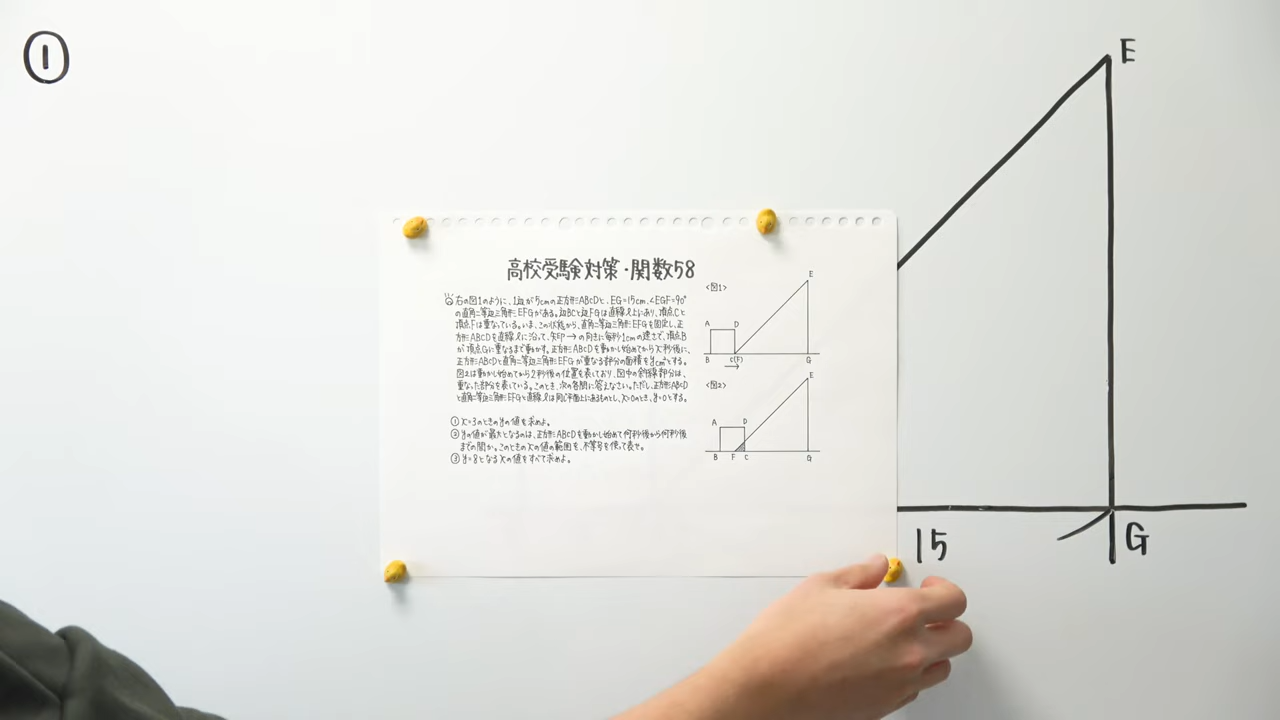 ①
E
高校受験対策・関数58
右の図1のように、1辺が5cmの正方形ABCDと、EG=15cm、∠EGF=90°
の直角二等辺三角形EFGがある。辺BCと辺FGは直線ℓ上にあり、頂点Cと
頂点Fは重なっている。いま、この状態から、直角二等辺三角形EFGを固定し、正
方形ABCDを直線ℓに沿って、矢印→の向きに毎秒1cmの速さで、頂点B
が頂点Gに重なるまで動かす。正方形ABCDを動かし始めてからx秒後に、
正方形ABCDと直角二等辺三角形EFGが重なる部分の面積をycm²とする。
図2は動かし始めてから2秒後の位置を表しており、図中の斜線部分は、
重なった部分を表している。このとき、次の各問に答えなさい。ただし、正方形ABCD
と直角二等辺三角形EFGと直線ℓは同じ平面上にあるものとし、x=0のとき、y=0とする。
① x=3のときのyの値を求めよ。
② yの値が最大となるのは、正方形ABCDを動かし始めて何秒後から何秒後
までの間か。このときのxの値の範囲を、不等号を使って表せ。
③ y=8となるxの値をすべて求めよ。
<図1>
E
A D
B C(F) G
→
<図2>
E
A D
B F C G
15 G